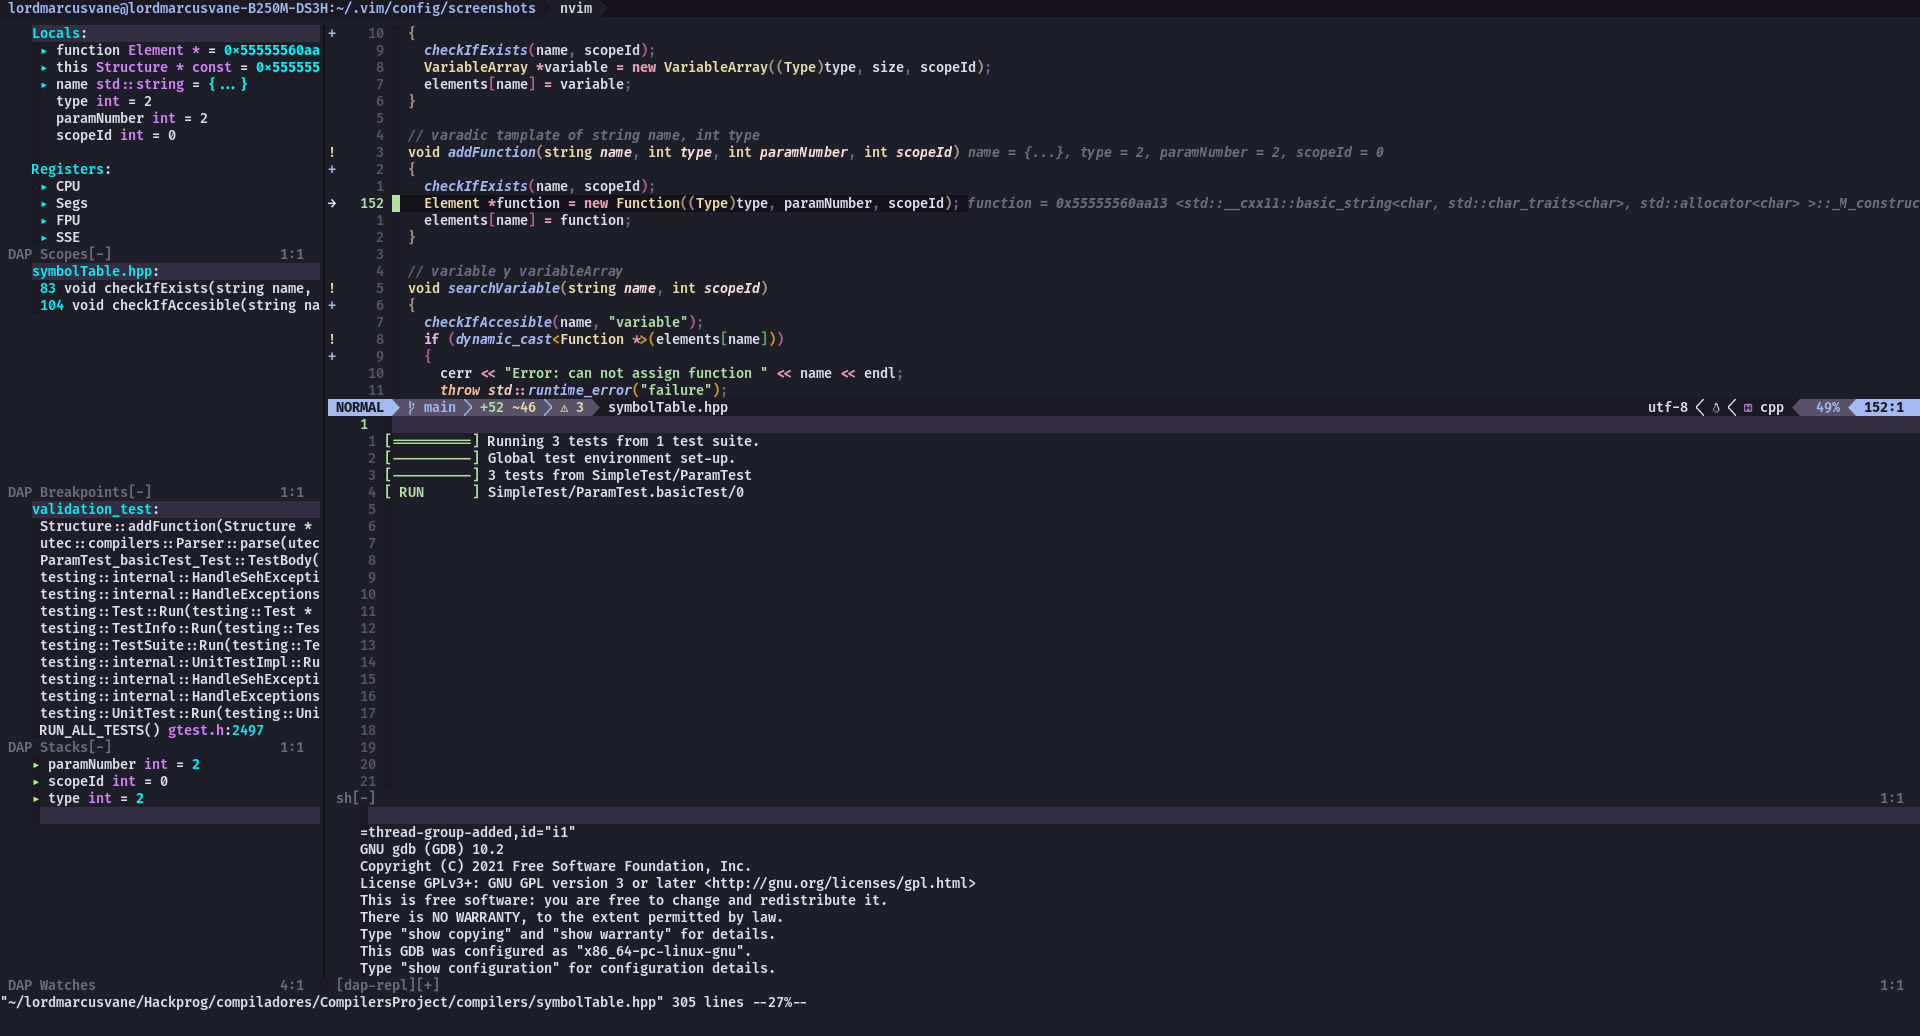 lordmarcusvane@lordmarcusvane-B250M-DS3H:~/.vim/config/screenshots nvim
Locals:
▸ function Element * = 0×55555560aa
▸ this Structure * const = 0×555555
▸ name std::string = {...}
type int = 2
paramNumber int = 2
scopeId int = 0
Registers:
▸ CPU
▸ Segs
▸ FPU
▸ SSE
DAP Scopes[-] 1:1
symbolTable.hpp:
83 void checkIfExists(string name,
104 void checkIfAccesible(string na
DAP Breakpoints[-] 1:1
validation_test:
Structure::addFunction(Structure *
utec::compilers::Parser::parse(utec
ParamTest_basicTest_Test::TestBody(
testing::internal::HandleSehExcepti
testing::internal::HandleExceptions
testing::Test::Run(testing::Test *
testing::TestInfo::Run(testing::Tes
testing::TestSuite::Run(testing::Te
testing::internal::UnitTestImpl::Ru
testing::internal::HandleSehExcepti
testing::internal::HandleExceptions
testing::UnitTest::Run(testing::Uni
RUN_ALL_TESTS() gtest.h:2497
DAP Stacks[-] 1:1
▸ paramNumber int = 2
▸ scopeId int = 0
▸ type int = 2
DAP Watches 4:1
+ 10 {
9 checkIfExists(name, scopeId);
8 VariableArray *variable = new VariableArray((Type)type, size, scopeId);
7 elements[name] = variable;
6 }
5
4 // varadic tamplate of string name, int type
! 3 void addFunction(string name, int type, int paramNumber, int scopeId) name = {...}, type = 2, paramNumber = 2, scopeId = 0
+ 2 {
1 checkIfExists(name, scopeId);
→ 152 Element *function = new Function((Type)type, paramNumber, scopeId); function = 0x55555560aa13 <std::__cxx11::basic_string<char, std::char_traits<char>, std::allocator<char> >::_M_construc
1 elements[name] = function;
2 }
3
4 // variable y variableArray
! 5 void searchVariable(string name, int scopeId)
+ 6 {
7 checkIfAccesible(name, "variable");
! 8 if (dynamic_cast<Function *>(elements[name]))
+ 9 {
10 cerr << "Error: can not assign function " << name << endl;
11 throw std::runtime_error("failure");
NORMAL main +52 ~46 ⚠ 3 symbolTable.hpp utf-8 cpp 49% 152:1
1
1 [==========] Running 3 tests from 1 test suite.
2 [----------] Global test environment set-up.
3 [----------] 3 tests from SimpleTest/ParamTest
4 [ RUN ] SimpleTest/ParamTest.basicTest/0
5
6
7
8
9
10
11
12
13
14
15
16
17
18
19
20
21
sh[-] 1:1
=thread-group-added,id="i1"
GNU gdb (GDB) 10.2
Copyright (C) 2021 Free Software Foundation, Inc.
License GPLv3+: GNU GPL version 3 or later <http://gnu.org/licenses/gpl.html>
This is free software: you are free to change and redistribute it.
There is NO WARRANTY, to the extent permitted by law.
Type "show copying" and "show warranty" for details.
This GDB was configured as "x86_64-pc-linux-gnu".
Type "show configuration" for configuration details.
[dap-repl][+] 1:1
"~/lordmarcusvane/Hackprog/compiladores/CompilersProject/compilers/symbolTable.hpp" 305 lines --27%--